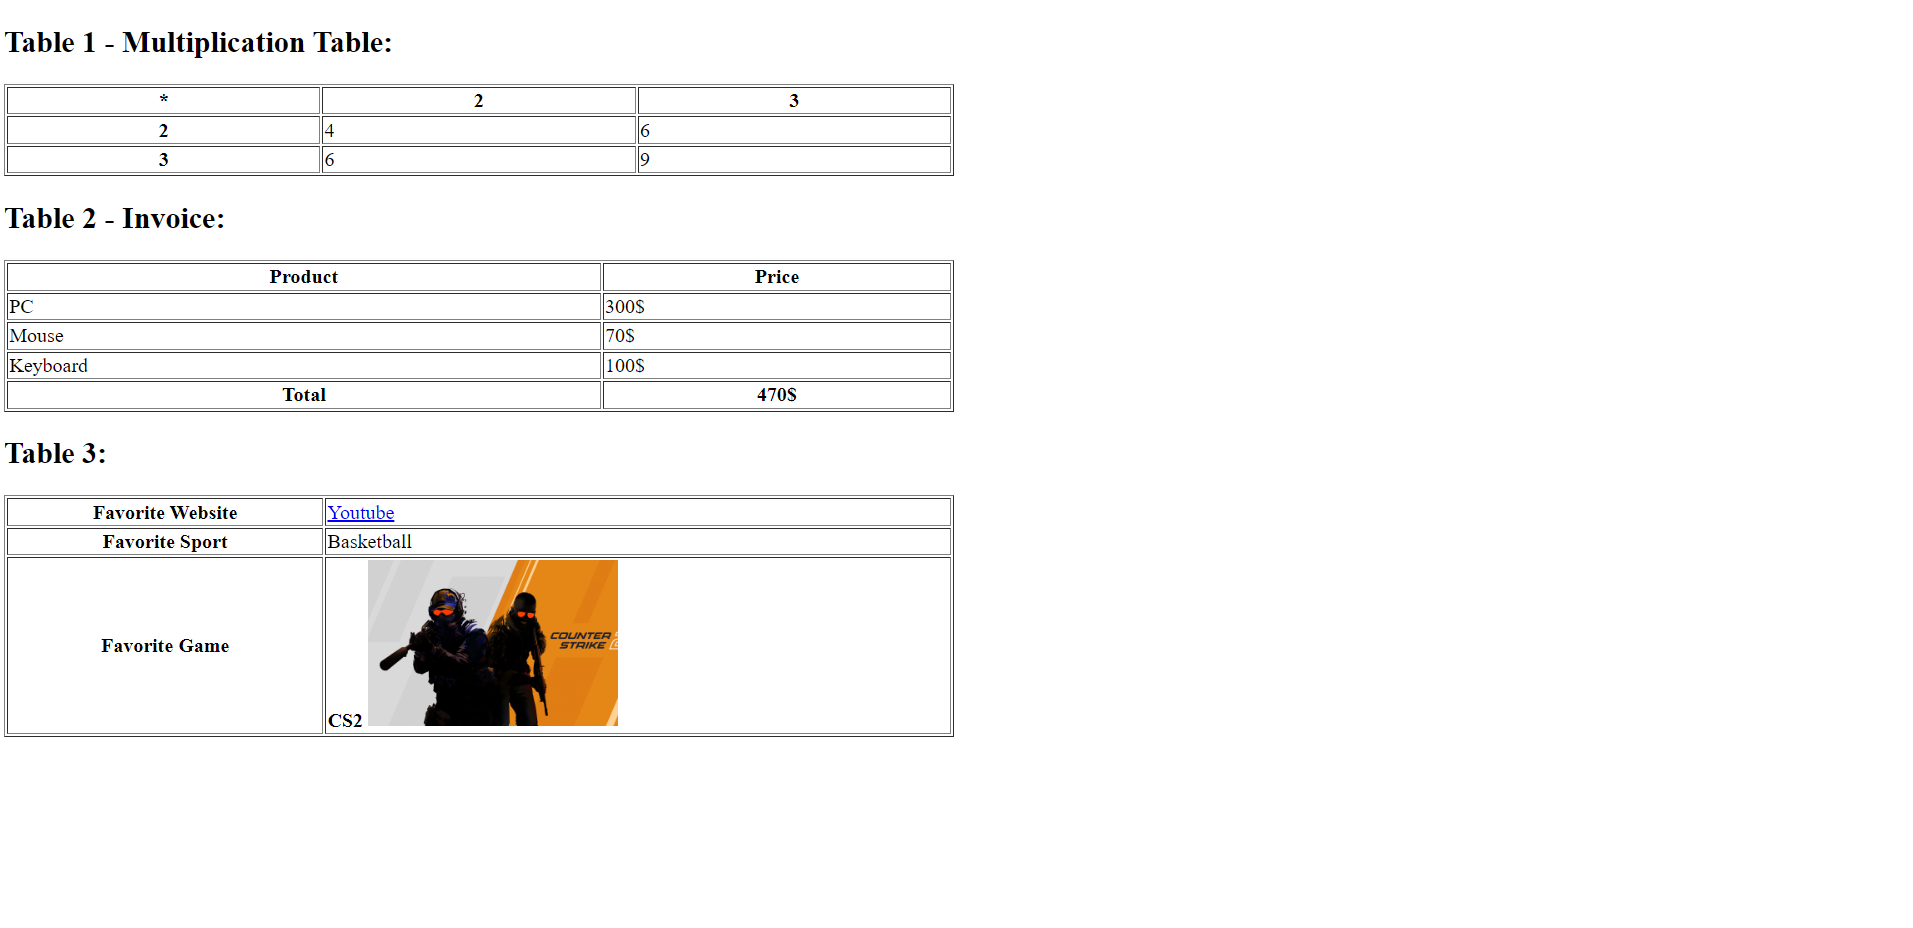 Table 1 - Multiplication Table:
* 2 3
2 4 6
3 6 9
Table 2 - Invoice:
Product Price
PC 300$
Mouse 70$
Keyboard 100$
Total 470$
Table 3:
Favorite Website Youtube
Favorite Sport Basketball
Favorite Game CS2
COUNTER
STRIKE